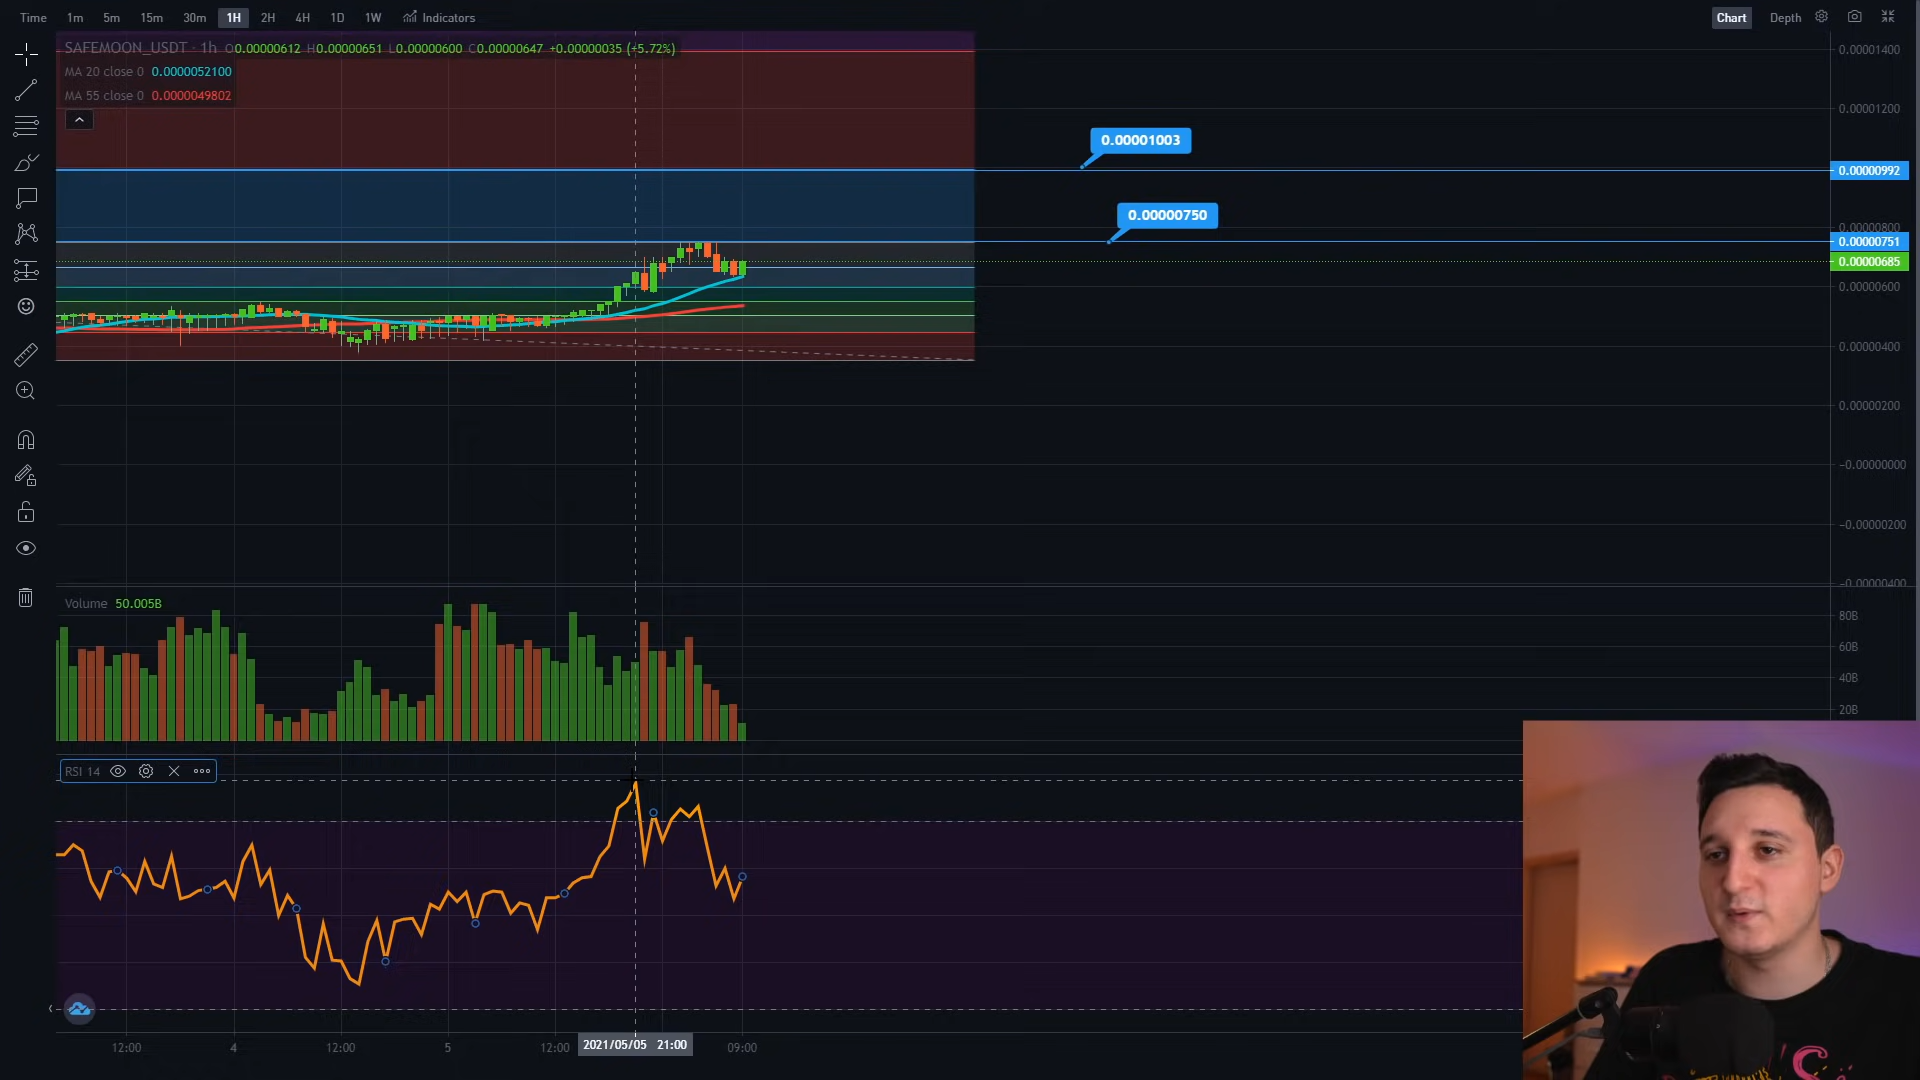 Time 1m 5m 15m 30m 1H 2H 4H 1D 1W Indicators Chart Depth
SAFEMOON_USDT · 1h O0.00000612 H0.00000651 L0.00000600 C0.00000647 +0.00000035 (+5.72%)
MA 20 close 0 0.0000052100
MA 55 close 0 0.0000049802
0.00001400
0.00001200
0.00001003
0.00000992
0.00000750
0.00000800
0.00000751
0.00000685
0.00000600
0.00000400
0.00000200
−0.00000000
−0.00000200
−0.00000400
Volume 50.005B
80B
60B
40B
20B
RSI 14
12:00 4 12:00 5 12:00 2021/05/05 21:00 09:00